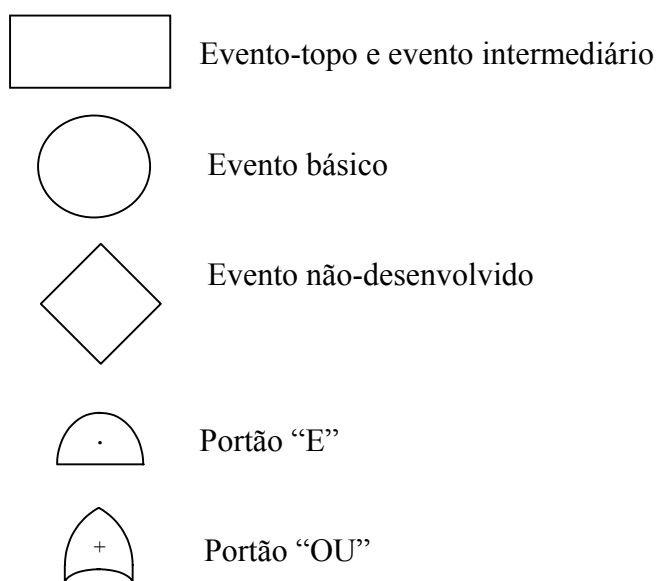 Evento-topo e evento intermediário
Evento básico
Evento não-desenvolvido
· Portão “E”
+ Portão “OU”